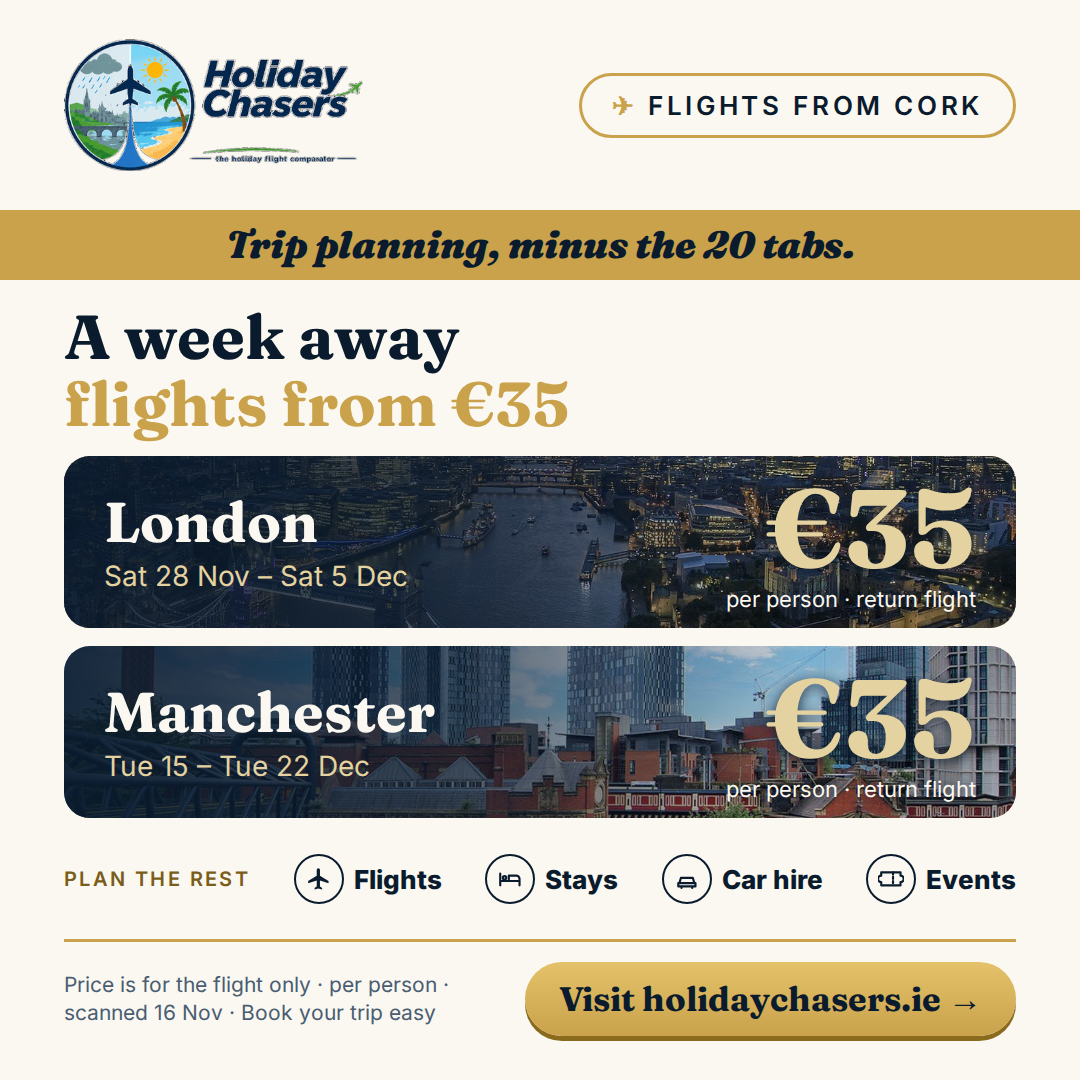 Holiday
Chasers
the holiday flight comparator
✈ FLIGHTS FROM CORK
Trip planning, minus the 20 tabs.
A week away
flights from €35
London
Sat 28 Nov – Sat 5 Dec
€35
per person · return flight
Manchester
Tue 15 – Tue 22 Dec
€35
per person · return flight
PLAN THE REST
Flights
Stays
Car hire
Events
Price is for the flight only · per person ·
scanned 16 Nov · Book your trip easy
Visit holidaychasers.ie →